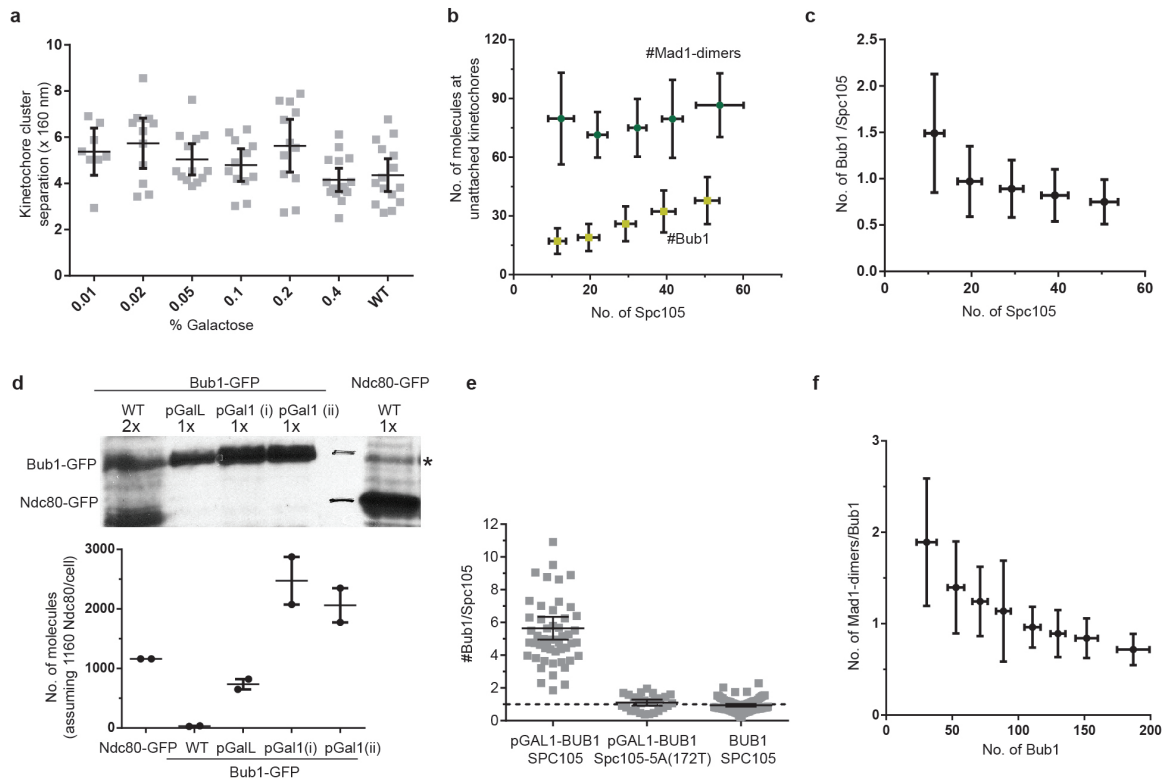 a
Kinetochore cluster
separation (x 160 nm)
10
8
6
4
2
0
0.01
0.02
0.05
0.1
0.2
0.4
WT
% Galactose
b
No. of molecules at
unattached kinetochores
120
90
60
30
0
#Mad1-dimers
#Bub1
0 20 40 60
No. of Spc105
c
No. of Bub1 /Spc105
2.5
2.0
1.5
1.0
0.5
0.0
0 20 40 60
No. of Spc105
d
Bub1-GFP Ndc80-GFP
WT pGalL pGal1 (i) pGal1 (ii) WT
2x 1x 1x 1x 1x
Bub1-GFP *
Ndc80-GFP
No. of molecules
(assuming 1160 Ndc80/cell)
3000
2000
1000
0
Ndc80-GFP WT pGalL pGal1(i) pGal1(ii)
Bub1-GFP
e
#Bub1/Spc105
12
10
8
6
4
2
0
pGAL1-BUB1 pGAL1-BUB1 BUB1
SPC105 Spc105-5A(172T) SPC105
f
No. of Mad1-dimers/Bub1
3
2
1
0
0 50 100 150 200
No. of Bub1